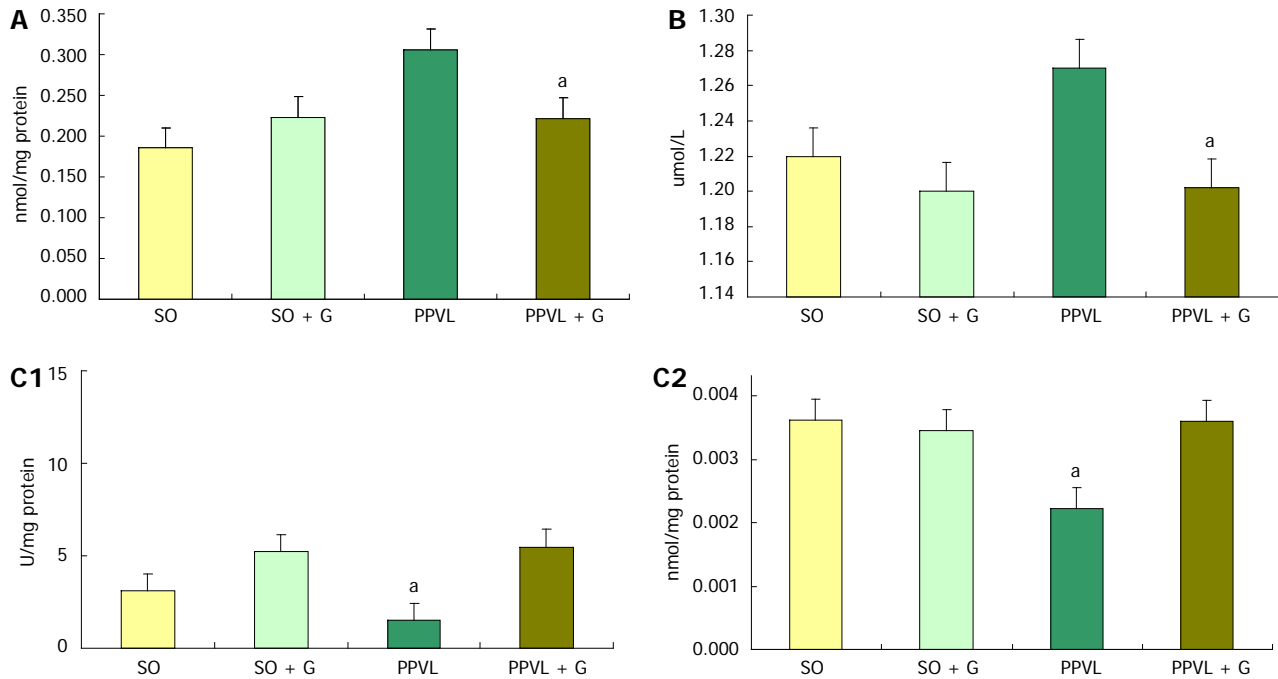 A
nmol/mg protein
0.350
0.300
0.250
0.200
0.150
0.100
0.050
0.000
a
SO SO + G PPVL PPVL + G
B
umol/L
1.30
1.28
1.26
1.24
1.22
1.20
1.18
1.16
1.14
a
SO SO + G PPVL PPVL + G
C1
U/mg protein
15
10
5
0
a
SO SO + G PPVL PPVL + G
C2
nmol/mg protein
0.004
0.003
0.002
0.001
0.000
a
SO SO + G PPVL PPVL + G